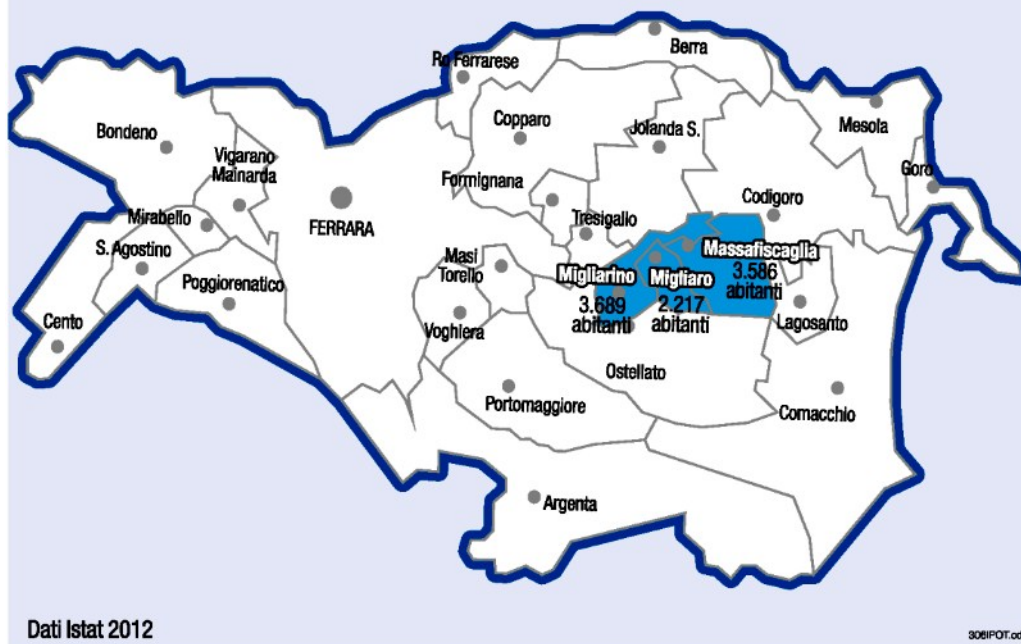 Berra
Ro Ferrarese
Mesola
Copparo
Jolanda S.
Bondeno
Vigarano
Mainarda
Goro
Formignana
Codigoro
Mirabello
FERRARA
Tresigallo
S. Agostino
Masi
Torello
Massafiscaglia
3.586
abitanti
Migliarino
3.689
abitanti
Migliaro
2.217
abitanti
Poggiorenatico
Cento
Voghiera
Lagosanto
Ostellato
Portomaggiore
Comacchio
Argenta
Dati Istat 2012